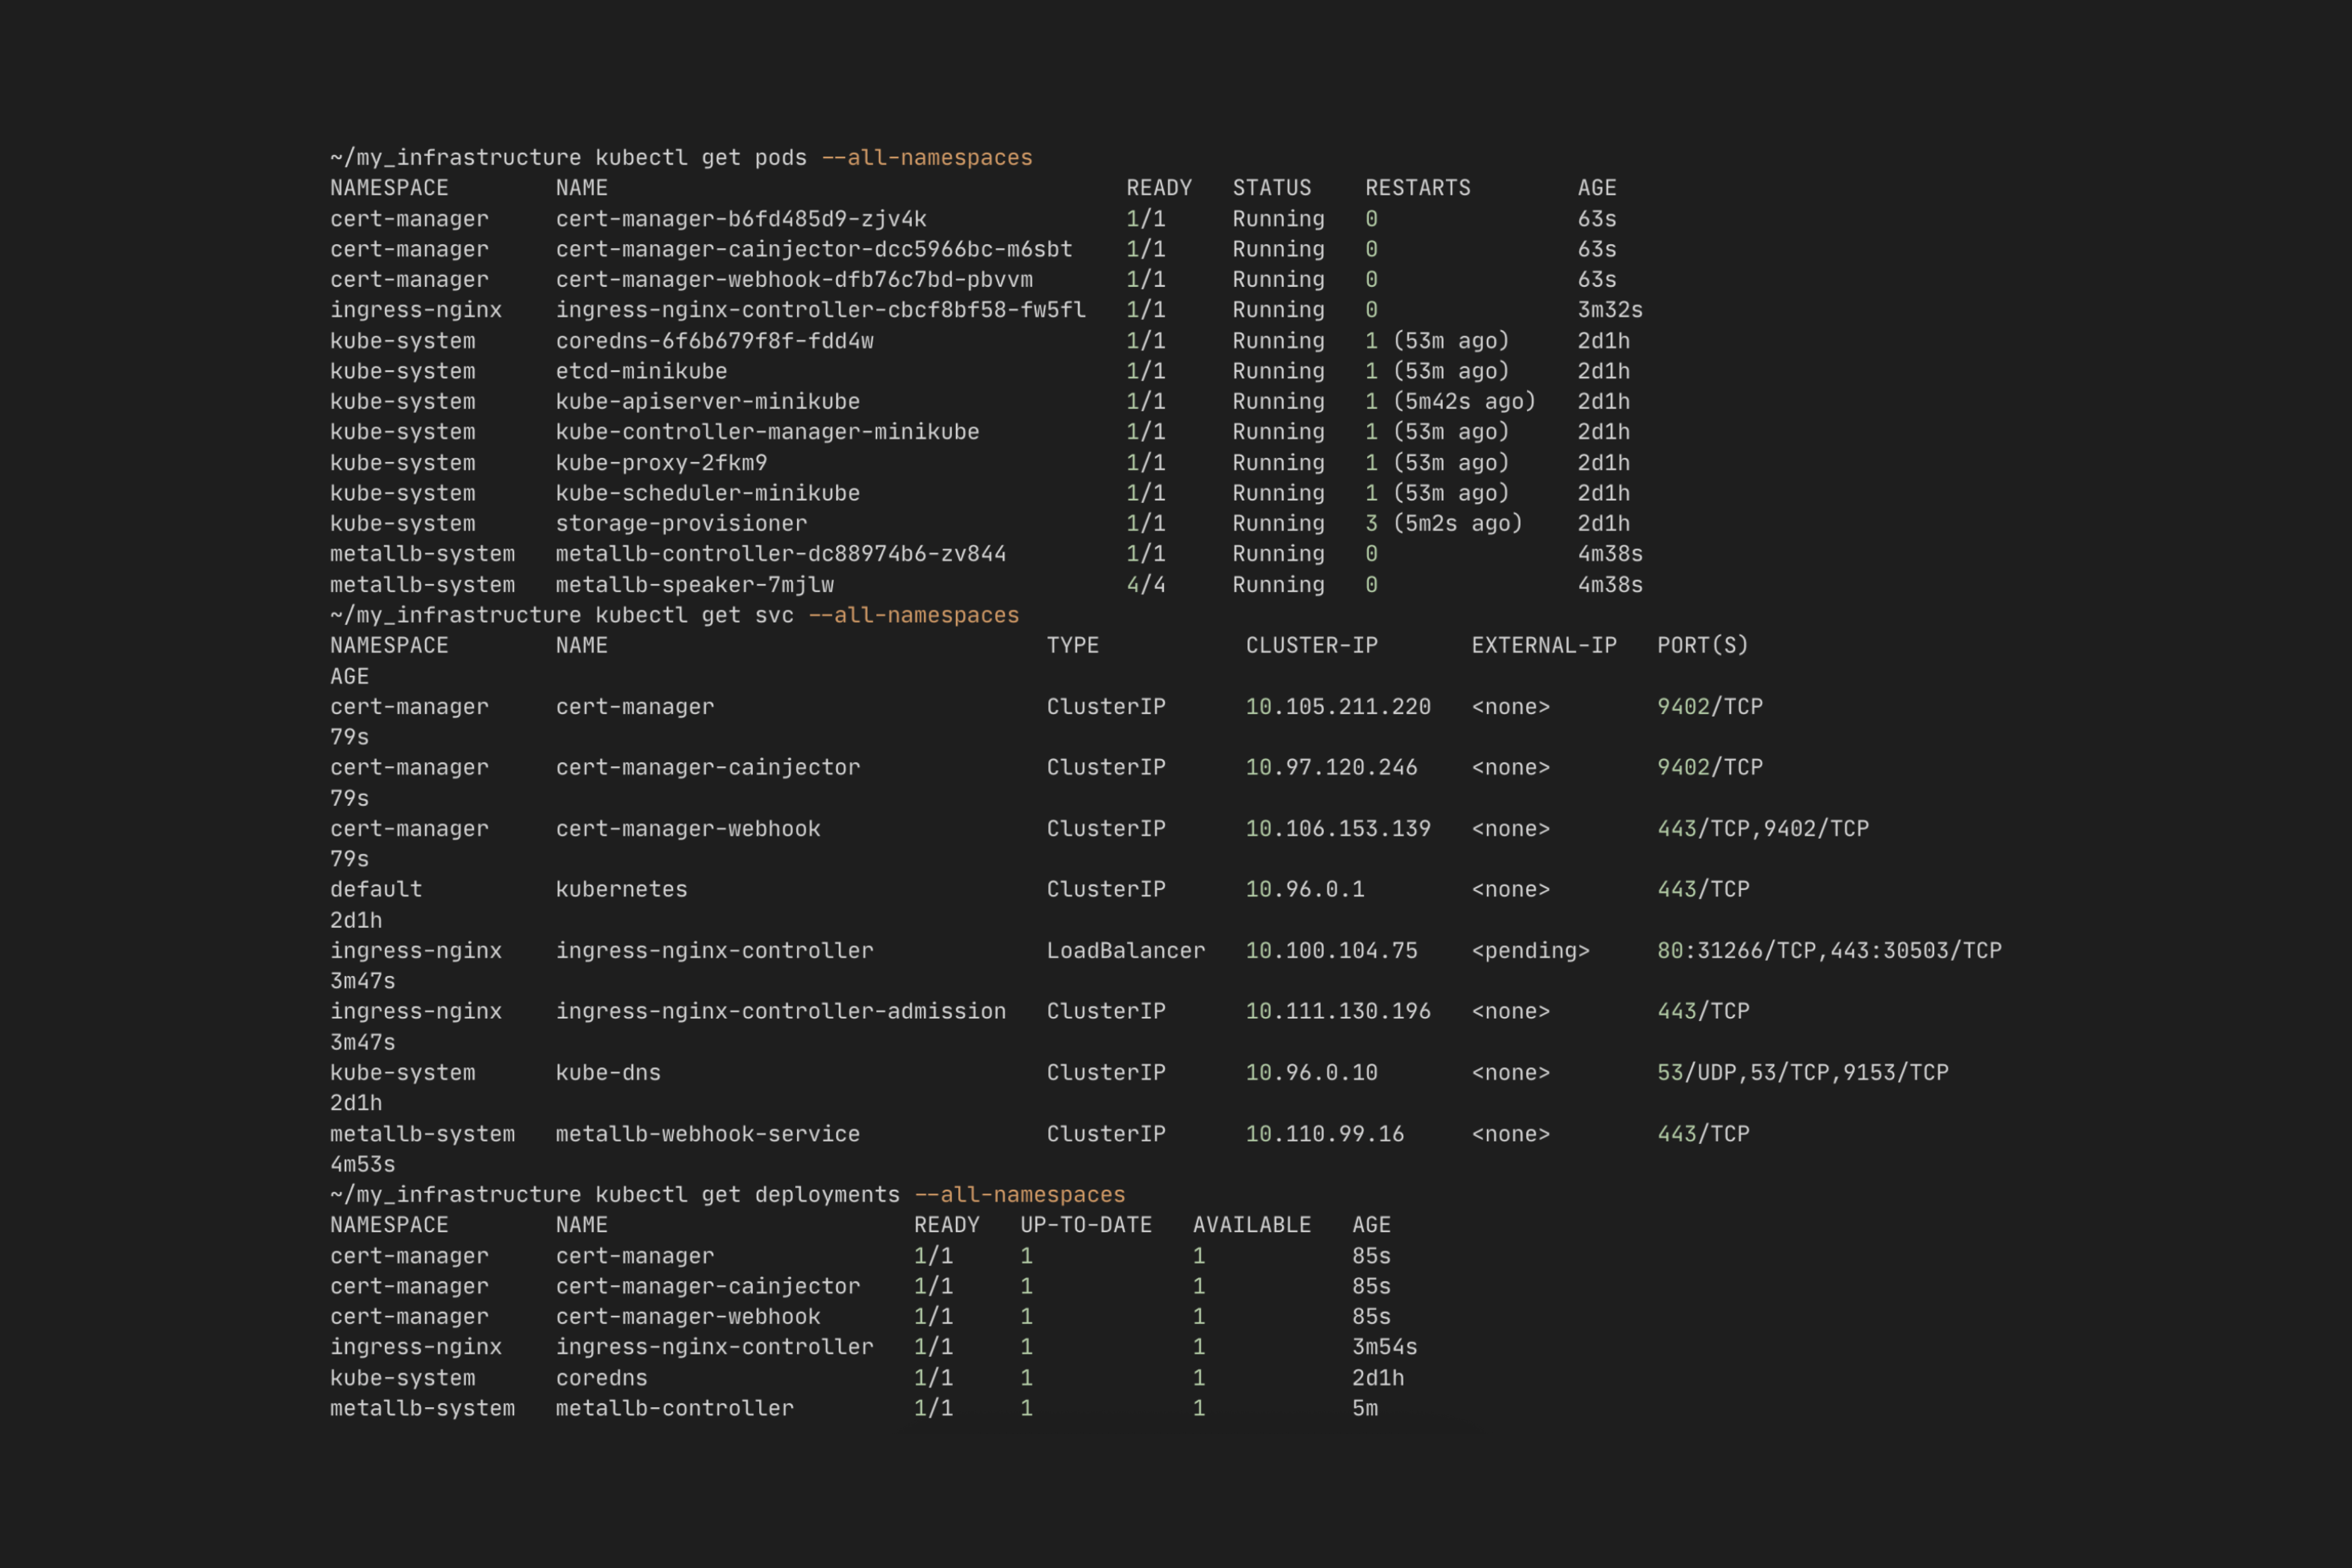 ~/my_infrastructure kubectl get pods --all-namespaces
NAMESPACE        NAME                                       READY   STATUS    RESTARTS        AGE
cert-manager     cert-manager-b6fd485d9-zjv4k               1/1     Running   0               63s
cert-manager     cert-manager-cainjector-dcc5966bc-m6sbt    1/1     Running   0               63s
cert-manager     cert-manager-webhook-dfb76c7bd-pbvvm       1/1     Running   0               63s
ingress-nginx    ingress-nginx-controller-cbcf8bf58-fw5fl   1/1     Running   0               3m32s
kube-system      coredns-6f6b679f8f-fdd4w                   1/1     Running   1 (53m ago)     2d1h
kube-system      etcd-minikube                              1/1     Running   1 (53m ago)     2d1h
kube-system      kube-apiserver-minikube                    1/1     Running   1 (5m42s ago)   2d1h
kube-system      kube-controller-manager-minikube           1/1     Running   1 (53m ago)     2d1h
kube-system      kube-proxy-2fkm9                           1/1     Running   1 (53m ago)     2d1h
kube-system      kube-scheduler-minikube                    1/1     Running   1 (53m ago)     2d1h
kube-system      storage-provisioner                        1/1     Running   3 (5m2s ago)    2d1h
metallb-system   metallb-controller-dc88974b6-zv844         1/1     Running   0               4m38s
metallb-system   metallb-speaker-7mjlw                      4/4     Running   0               4m38s
~/my_infrastructure kubectl get svc --all-namespaces
NAMESPACE        NAME                                 TYPE           CLUSTER-IP       EXTERNAL-IP   PORT(S)
AGE
cert-manager     cert-manager                         ClusterIP      10.105.211.220   <none>        9402/TCP
79s
cert-manager     cert-manager-cainjector              ClusterIP      10.97.120.246    <none>        9402/TCP
79s
cert-manager     cert-manager-webhook                 ClusterIP      10.106.153.139   <none>        443/TCP,9402/TCP
79s
default          kubernetes                           ClusterIP      10.96.0.1        <none>        443/TCP
2d1h
ingress-nginx    ingress-nginx-controller             LoadBalancer   10.100.104.75    <pending>     80:31266/TCP,443:30503/TCP
3m47s
ingress-nginx    ingress-nginx-controller-admission   ClusterIP      10.111.130.196   <none>        443/TCP
3m47s
kube-system      kube-dns                             ClusterIP      10.96.0.10       <none>        53/UDP,53/TCP,9153/TCP
2d1h
metallb-system   metallb-webhook-service              ClusterIP      10.110.99.16     <none>        443/TCP
4m53s
~/my_infrastructure kubectl get deployments --all-namespaces
NAMESPACE        NAME                       READY   UP-TO-DATE   AVAILABLE   AGE
cert-manager     cert-manager               1/1     1            1           85s
cert-manager     cert-manager-cainjector    1/1     1            1           85s
cert-manager     cert-manager-webhook       1/1     1            1           85s
ingress-nginx    ingress-nginx-controller   1/1     1            1           3m54s
kube-system      coredns                    1/1     1            1           2d1h
metallb-system   metallb-controller         1/1     1            1           5m